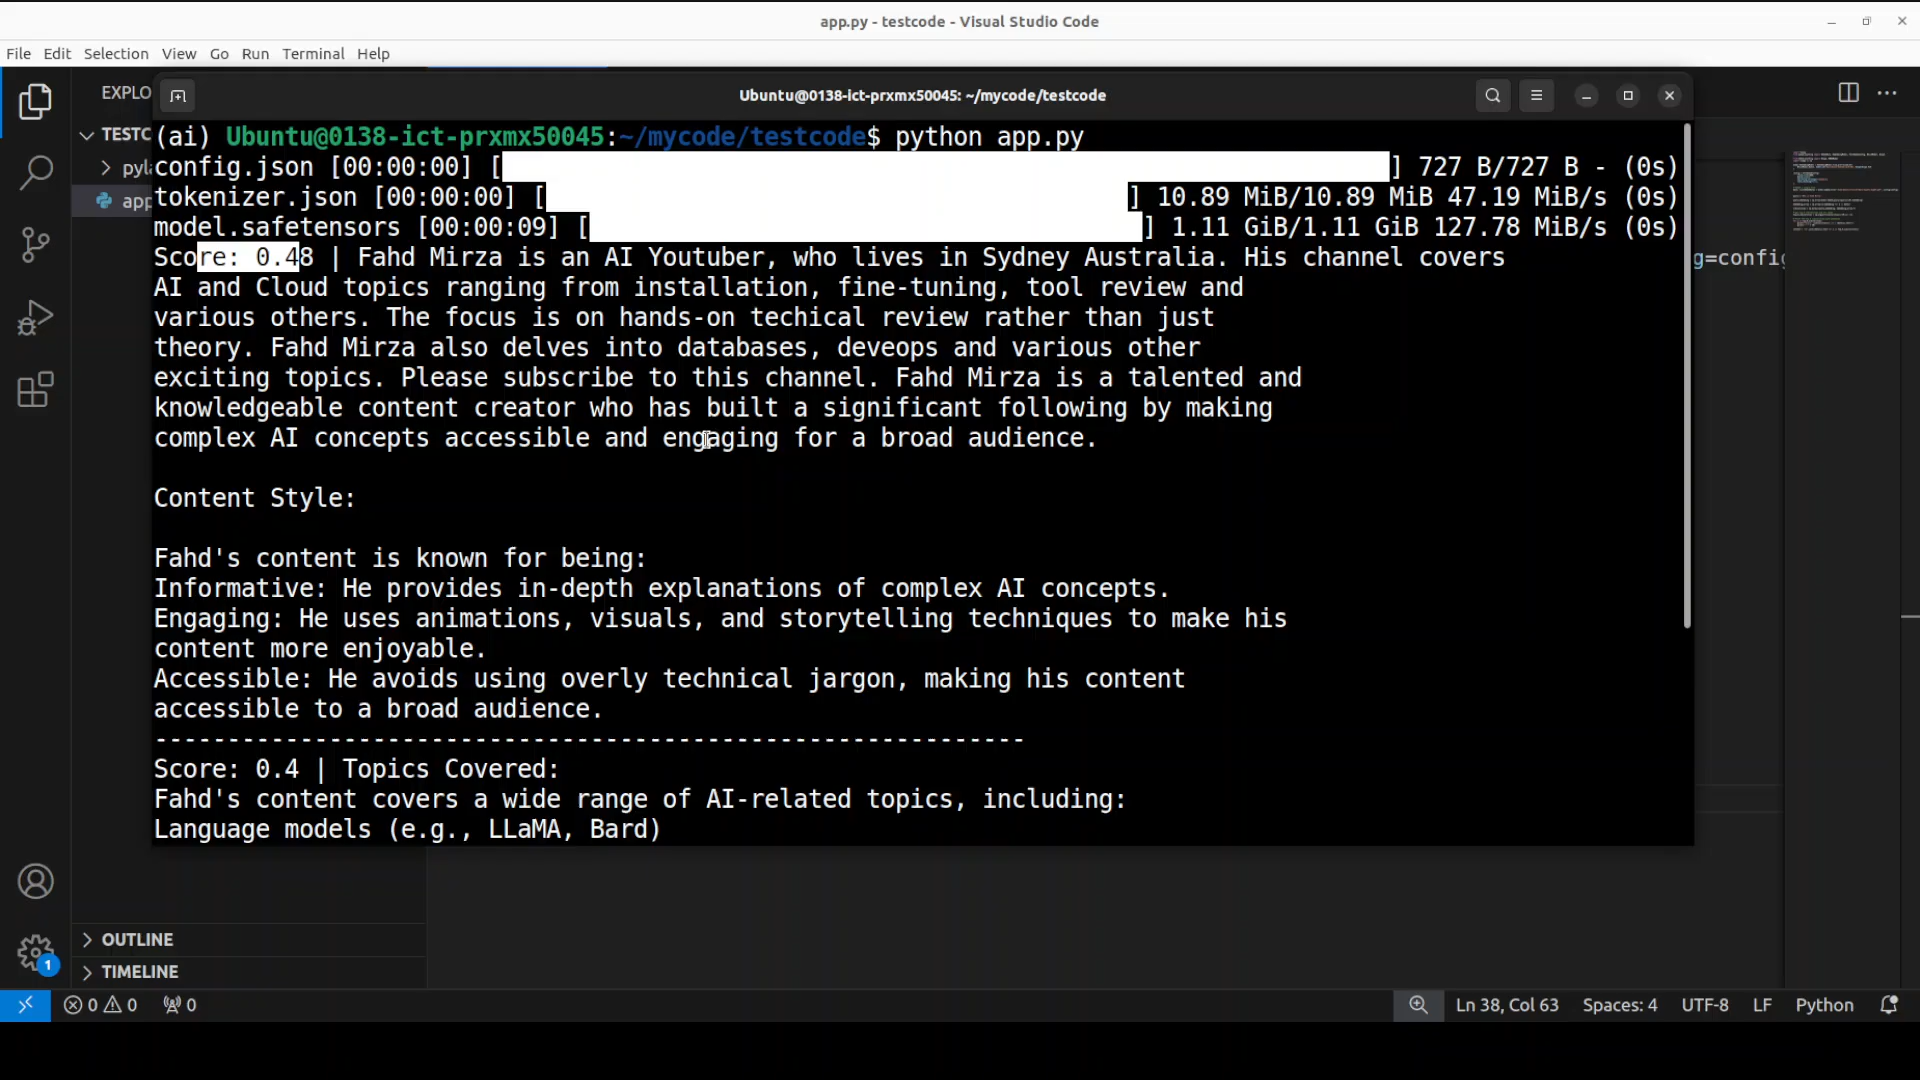 app.py - testcode - Visual Studio Code
File Edit Selection View Go Run Terminal Help
EXPLO
Ubuntu@0138-ict-prxmx50045: ~/mycode/testcode
TESTC
pyla
app
(ai) Ubuntu@0138-ict-prxmx50045:~/mycode/testcode$ python app.py
config.json [00:00:00] [ ] 727 B/727 B - (0s)
tokenizer.json [00:00:00] [ ] 10.89 MiB/10.89 MiB 47.19 MiB/s (0s)
model.safetensors [00:00:09] [ ] 1.11 GiB/1.11 GiB 127.78 MiB/s (0s)
Score: 0.48 | Fahd Mirza is an AI Youtuber, who lives in Sydney Australia. His channel covers
g=config
AI and Cloud topics ranging from installation, fine-tuning, tool review and
various others. The focus is on hands-on techical review rather than just
theory. Fahd Mirza also delves into databases, deveops and various other
exciting topics. Please subscribe to this channel. Fahd Mirza is a talented and
knowledgeable content creator who has built a significant following by making
complex AI concepts accessible and engaging for a broad audience.
Content Style:
Fahd's content is known for being:
Informative: He provides in-depth explanations of complex AI concepts.
Engaging: He uses animations, visuals, and storytelling techniques to make his
content more enjoyable.
Accessible: He avoids using overly technical jargon, making his content
accessible to a broad audience.
------------------------------------------------------------
Score: 0.4 | Topics Covered:
Fahd's content covers a wide range of AI-related topics, including:
Language models (e.g., LLaMA, Bard)
OUTLINE
TIMELINE
1
0 0 0 Ln 38, Col 63 Spaces: 4 UTF-8 LF Python